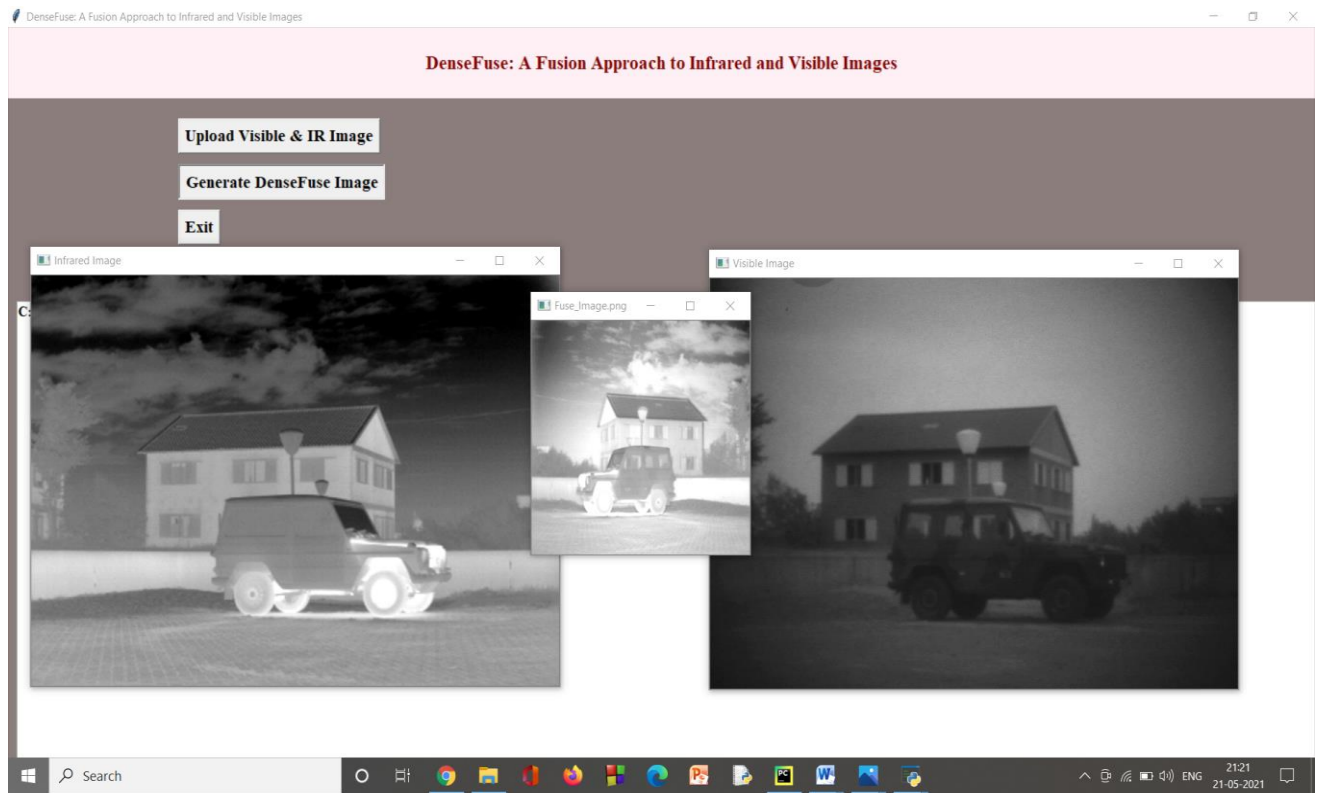 DenseFuse: A Fusion Approach to Infrared and Visible Images
DenseFuse: A Fusion Approach to Infrared and Visible Images
Upload Visible & IR Image
Generate DenseFuse Image
Exit
Infrared Image
Visible Image
Fuse_Image.png
C:
Search
ENG
21:21
21-05-2021